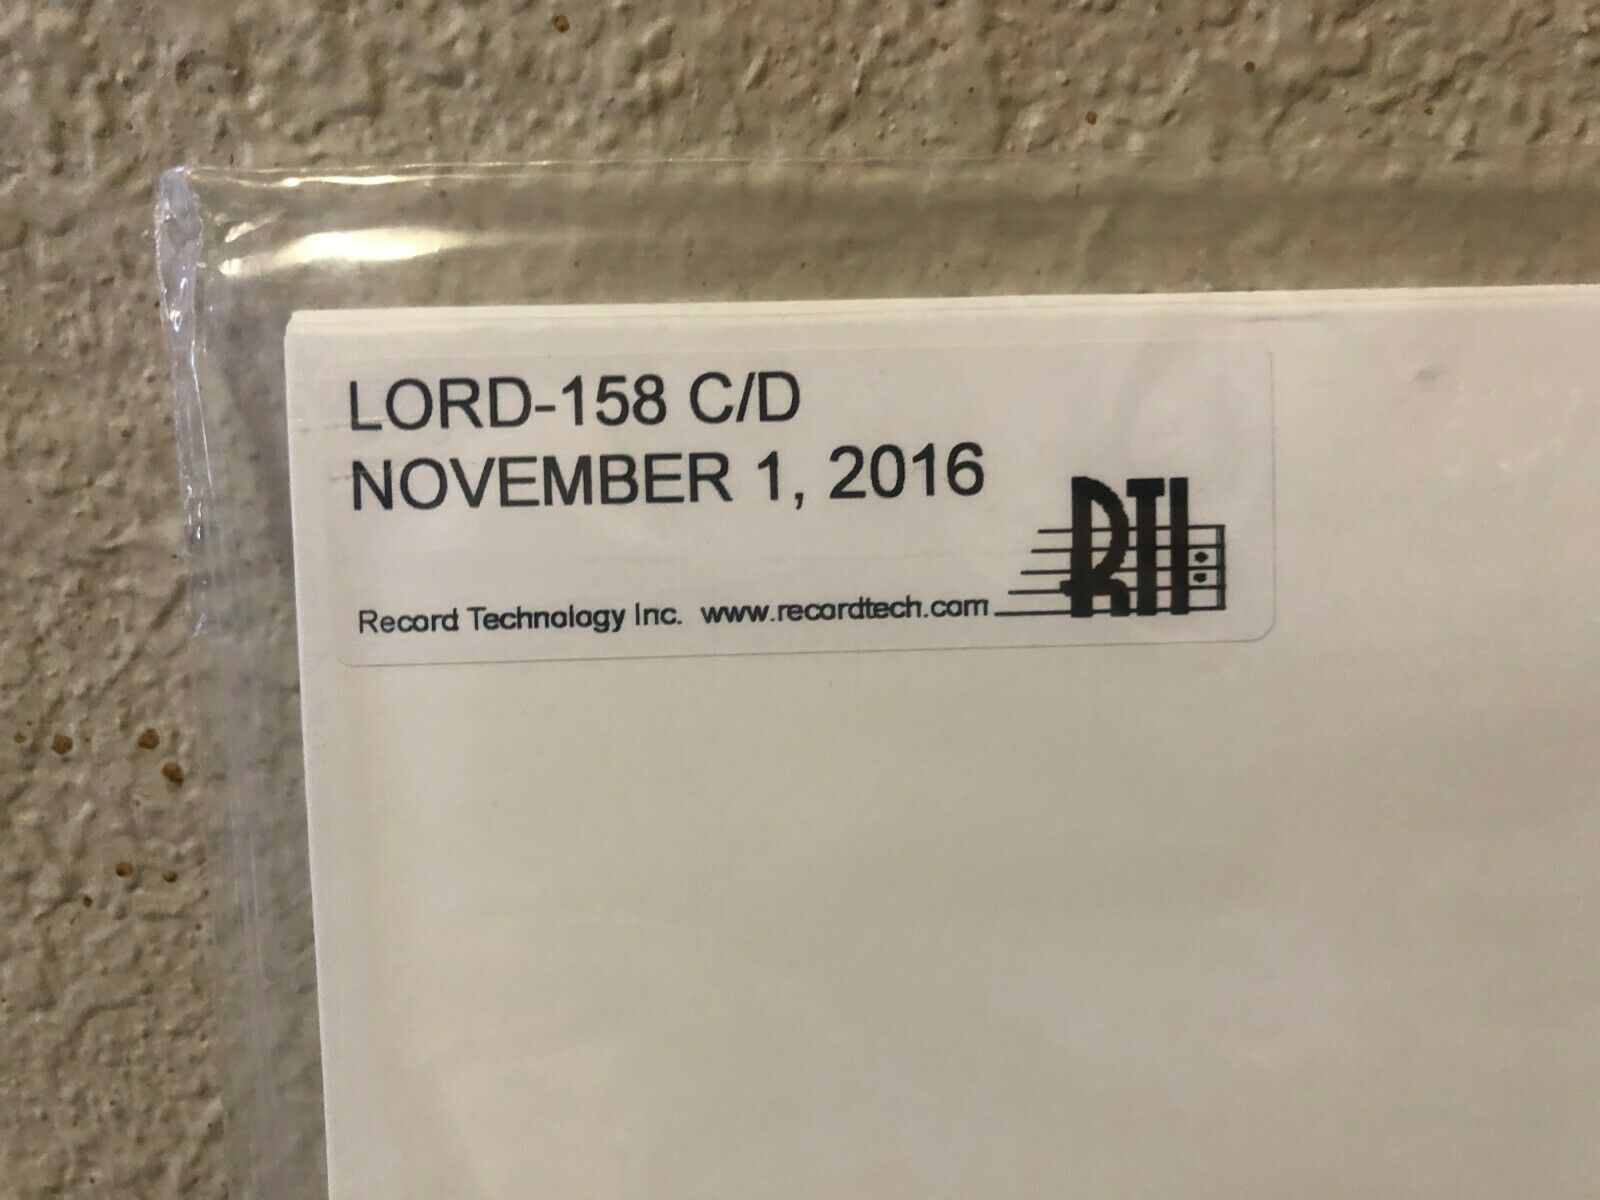 LORD-158 C/D
NOVEMBER 1, 2016
RTI
Record Technology Inc. www.recordtech.com